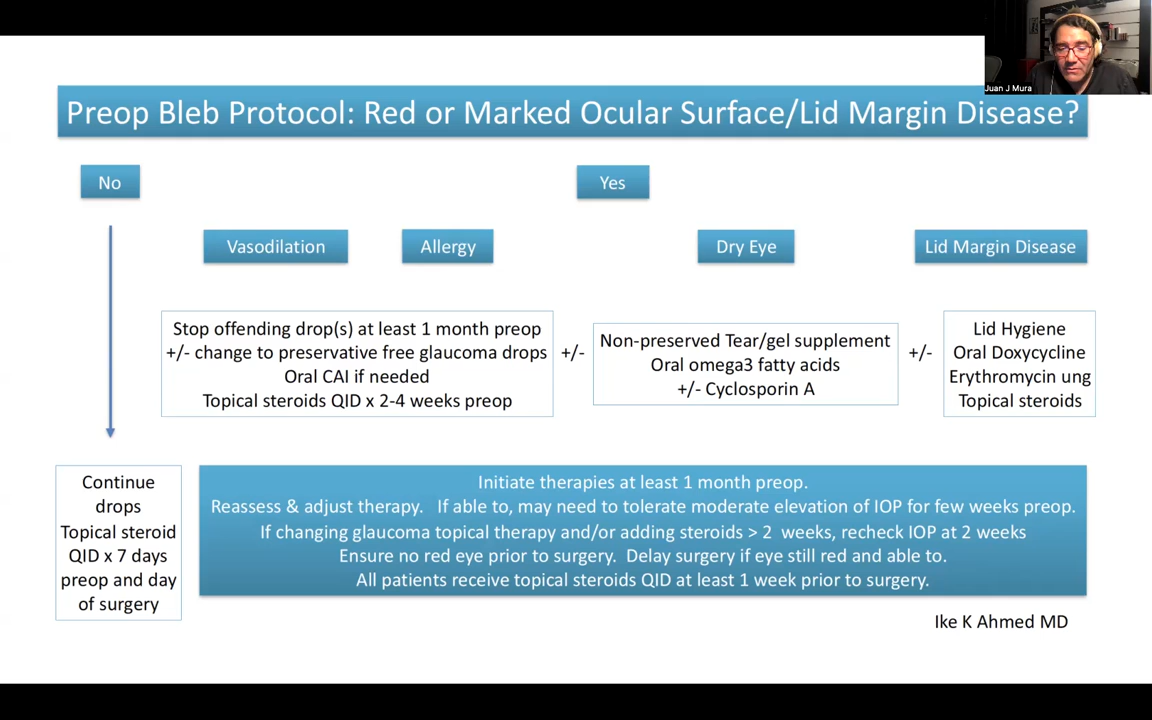 Juan J Mura
Preop Bleb Protocol: Red or Marked Ocular Surface/Lid Margin Disease?
No
Yes
Vasodilation
Allergy
Dry Eye
Lid Margin Disease
Stop offending drop(s) at least 1 month preop
+/- change to preservative free glaucoma drops
Oral CAI if needed
Topical steroids QID x 2-4 weeks preop
+/-
Non-preserved Tear/gel supplement
Oral omega3 fatty acids
+/- Cyclosporin A
+/-
Lid Hygiene
Oral Doxycycline
Erythromycin ung
Topical steroids
Continue
drops
Topical steroid
QID x 7 days
preop and day
of surgery
Initiate therapies at least 1 month preop.
Reassess & adjust therapy. If able to, may need to tolerate moderate elevation of IOP for few weeks preop.
If changing glaucoma topical therapy and/or adding steroids > 2 weeks, recheck IOP at 2 weeks
Ensure no red eye prior to surgery. Delay surgery if eye still red and able to.
All patients receive topical steroids QID at least 1 week prior to surgery.
Ike K Ahmed MD